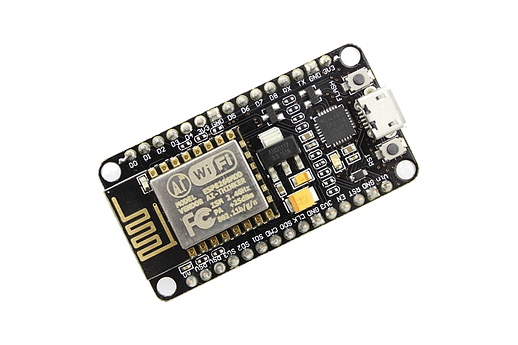 D0
D1
D2
D3
D4
3V3
GND
D5
D6
D7
D8
RX
TX
GND
3V3
FLASH
RST
Ai
WiFi
MODEL ESP8266MOD
VENDOR AI-THINKER
ISM 2.4GHz
PA +25dBm
802.11b/g/n
FC
A0
RSV
RSV
SD3
SD2
SD1
CMD
SD0
CLK
GND
3V3
EN
RST
GND
Vin